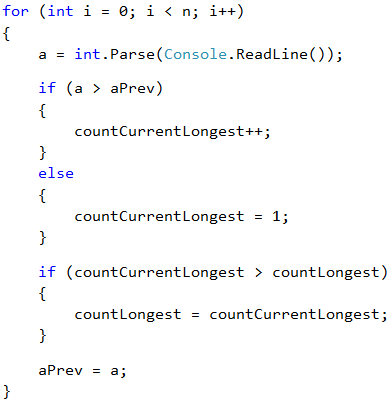 for (int i = 0; i < n; i++)
{
    a = int.Parse(Console.ReadLine());
    if (a > aPrev)
    {
        countCurrentLongest++;
    }
    else
    {
        countCurrentLongest = 1;
    }
    if (countCurrentLongest > countLongest)
    {
        countLongest = countCurrentLongest;
    }
    aPrev = a;
}